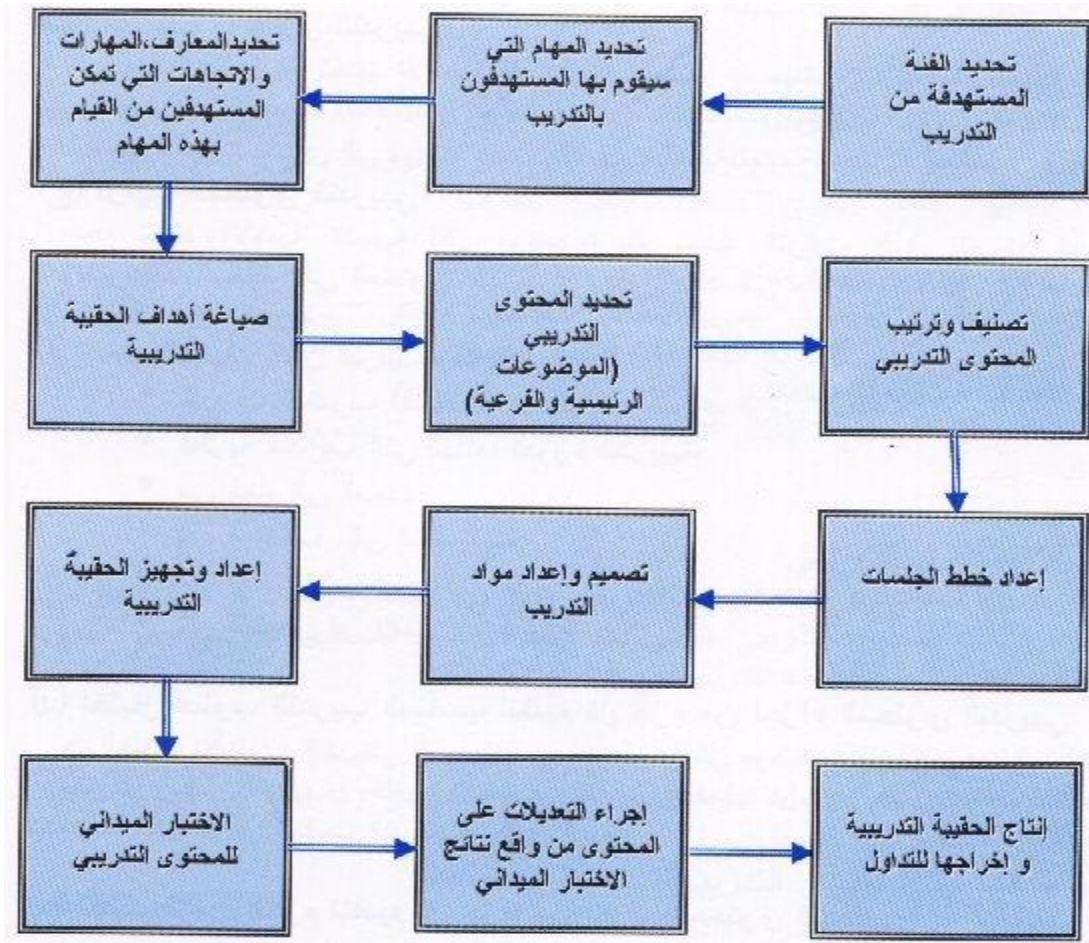 تحديد الفئة
المستهدفة من
التدريب
تحديد المهام التي
سيقوم بها المستهدفون
بالتدريب
تحديدالمعارف،المهارات
والاتجاهات التي تمكن
المستهدفين من القيام
بهذه المهام
صياغة أهداف الحقيبة
التدريبية
تحديد المحتوى
التدريبي
(الموضوعات
الرئيسية والفرعية)
تصنيف وترتيب
المحتوى التدريبي
إعداد خطط الجلسات
تصميم وإعداد مواد
التدريب
إعداد وتجهيز الحقيبة
التدريبية
الاختبار الميداني
للمحتوى التدريبي
إجراء التعديلات على
المحتوى من واقع نتائج
الاختبار الميداني
إنتاج الحقيبة التدريبية
و إخراجها للتداول